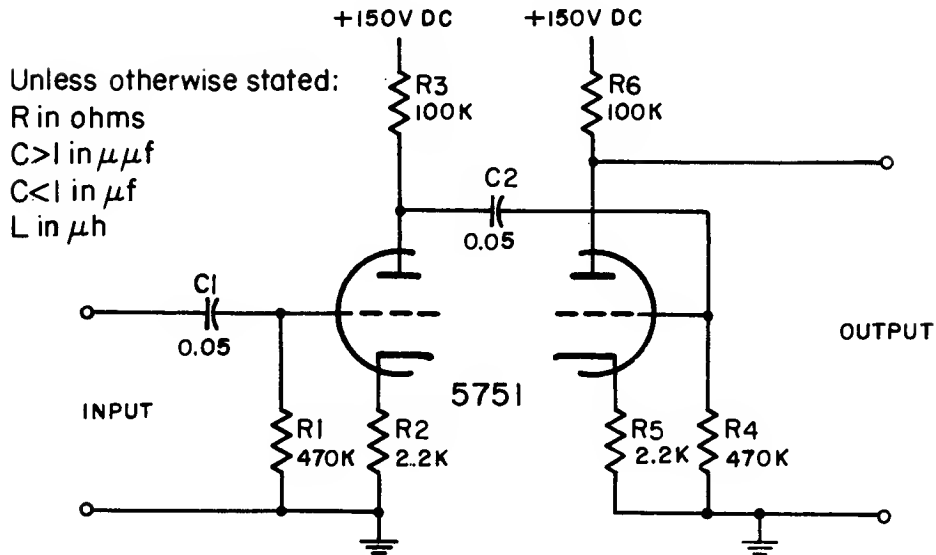 +150V DC
+150V DC
Unless otherwise stated:
R in ohms
C>1 in μμf
C<1 in μf
L in μh
R3
100K
R6
100K
C2
0.05
C1
0.05
OUTPUT
INPUT
5751
R1
470K
R2
2.2K
R5
2.2K
R4
470K